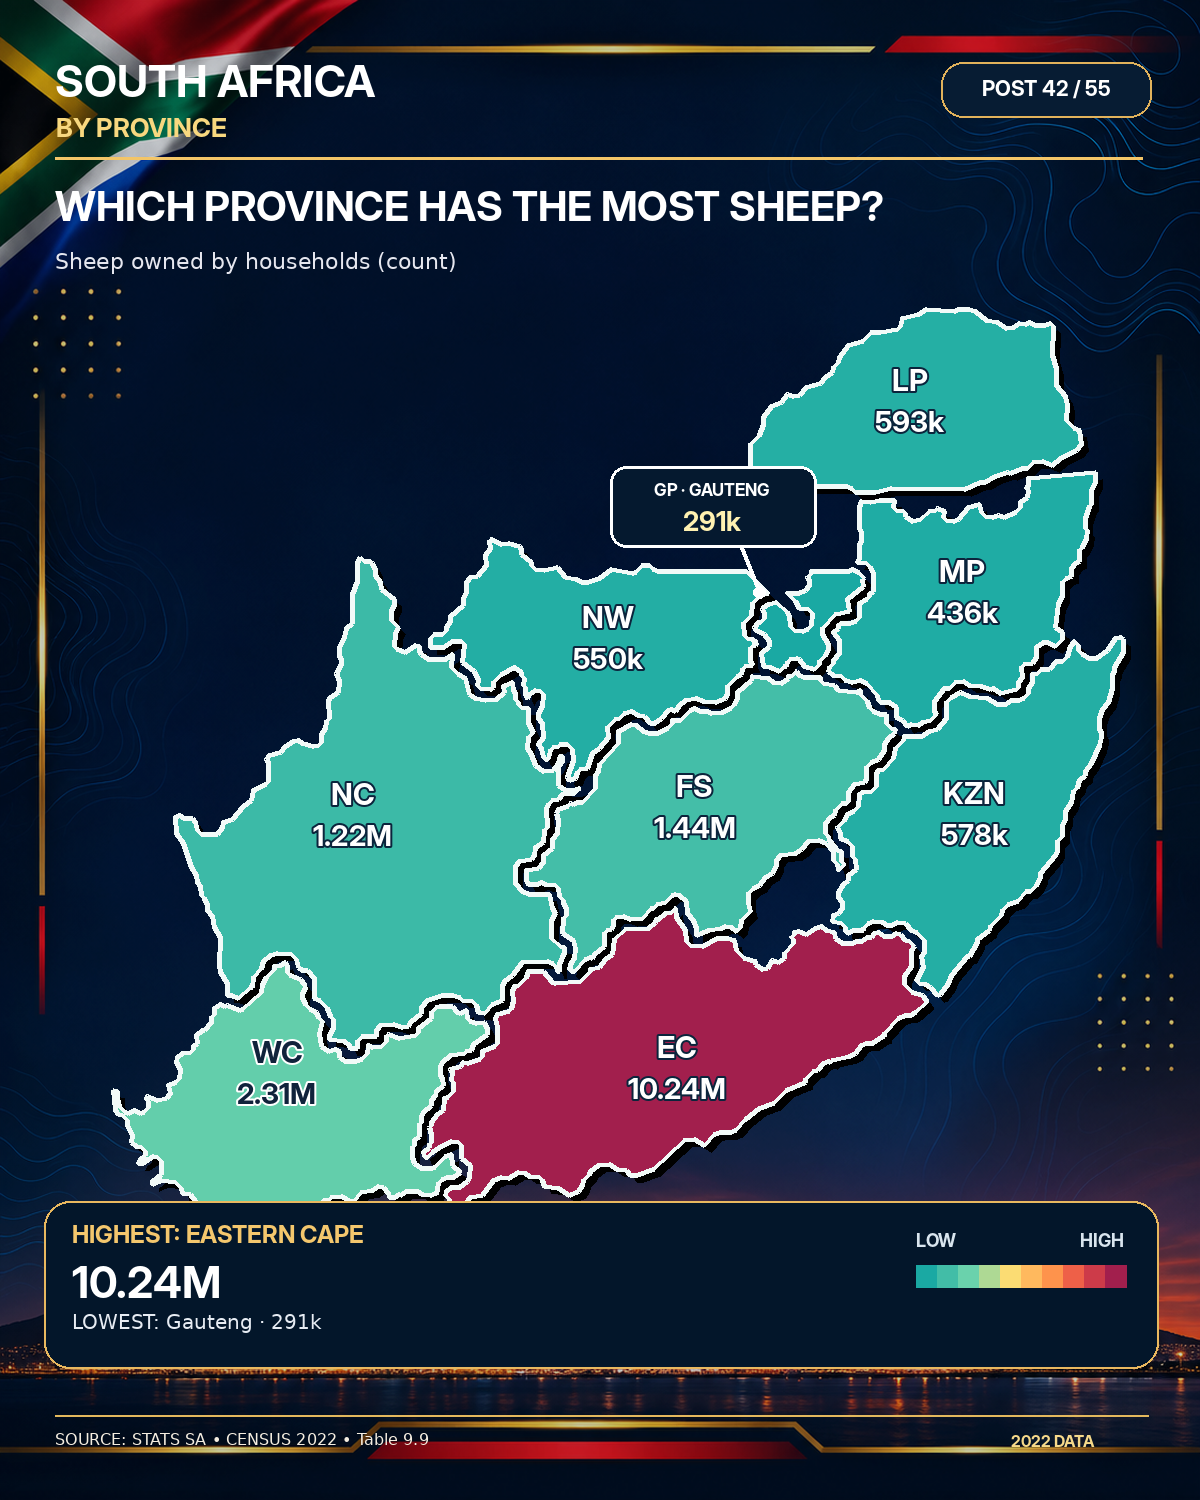 SOUTH AFRICA
BY PROVINCE
POST 42 / 55
WHICH PROVINCE HAS THE MOST SHEEP?
Sheep owned by households (count)
LP
593k
GP · GAUTENG
291k
MP
436k
NW
550k
NC
1.22M
FS
1.44M
KZN
578k
WC
2.31M
EC
10.24M
HIGHEST: EASTERN CAPE
10.24M
LOWEST: Gauteng · 291k
LOW HIGH
SOURCE: STATS SA • CENSUS 2022 • Table 9.9
2022 DATA